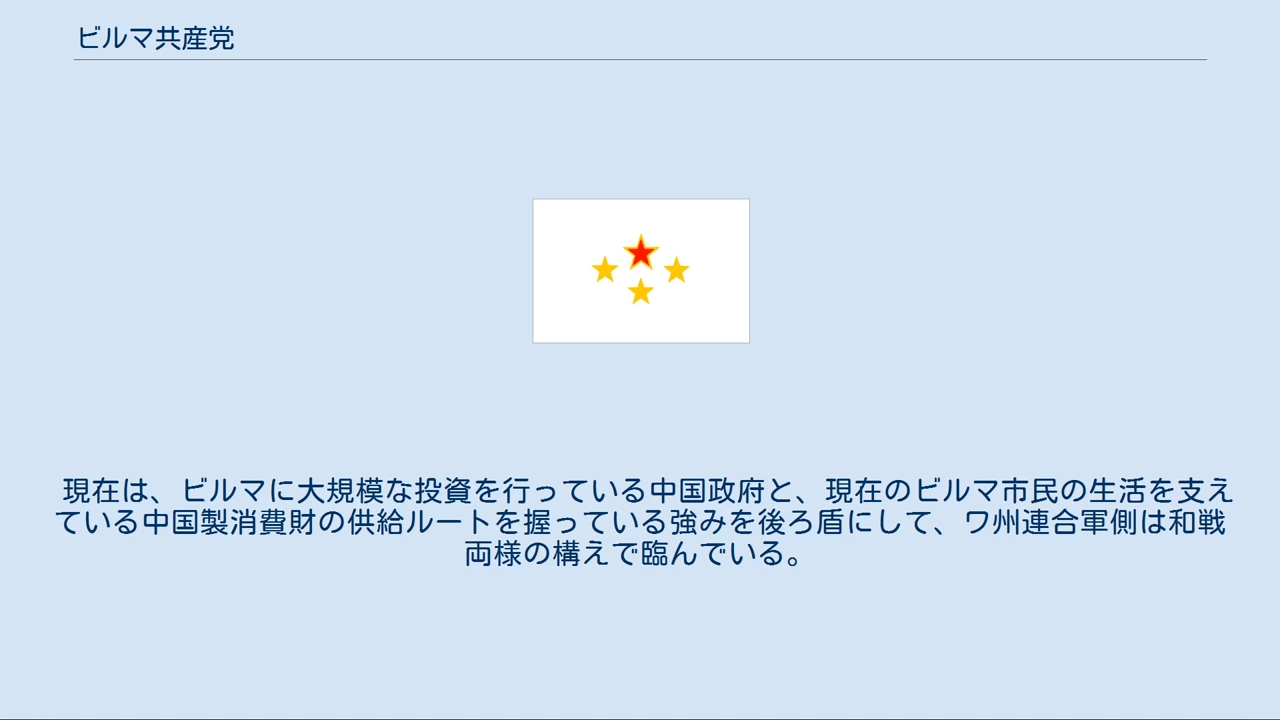 ビルマ共産党
現在は、ビルマに大規模な投資を行っている中国政府と、現在のビルマ市民の生活を支え
ている中国製消費財の供給ルートを握っている強みを後ろ盾にして、ワ州連合軍側は和戦
両様の構えで臨んでいる。